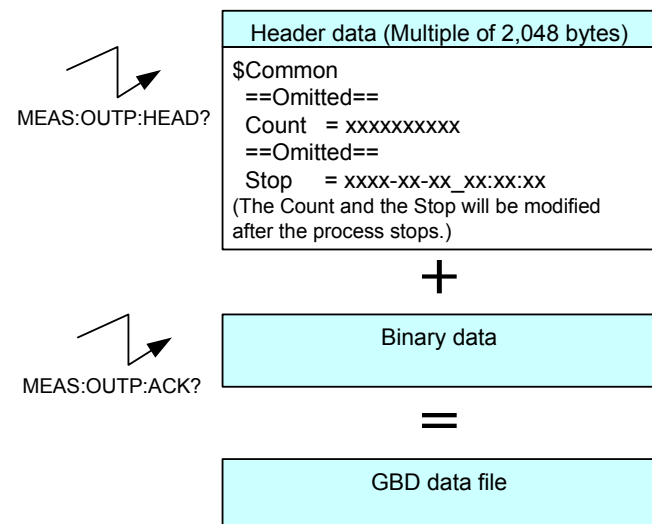 Header data (Multiple of 2,048 bytes)
$Common
==Omitted==
Count = xxxxxxxxxx
==Omitted==
Stop = xxxx-xx-xx_xx:xx:xx
(The Count and the Stop will be modified
after the process stops.)
MEAS:OUTP:HEAD?
+
Binary data
MEAS:OUTP:ACK?
=
GBD data file